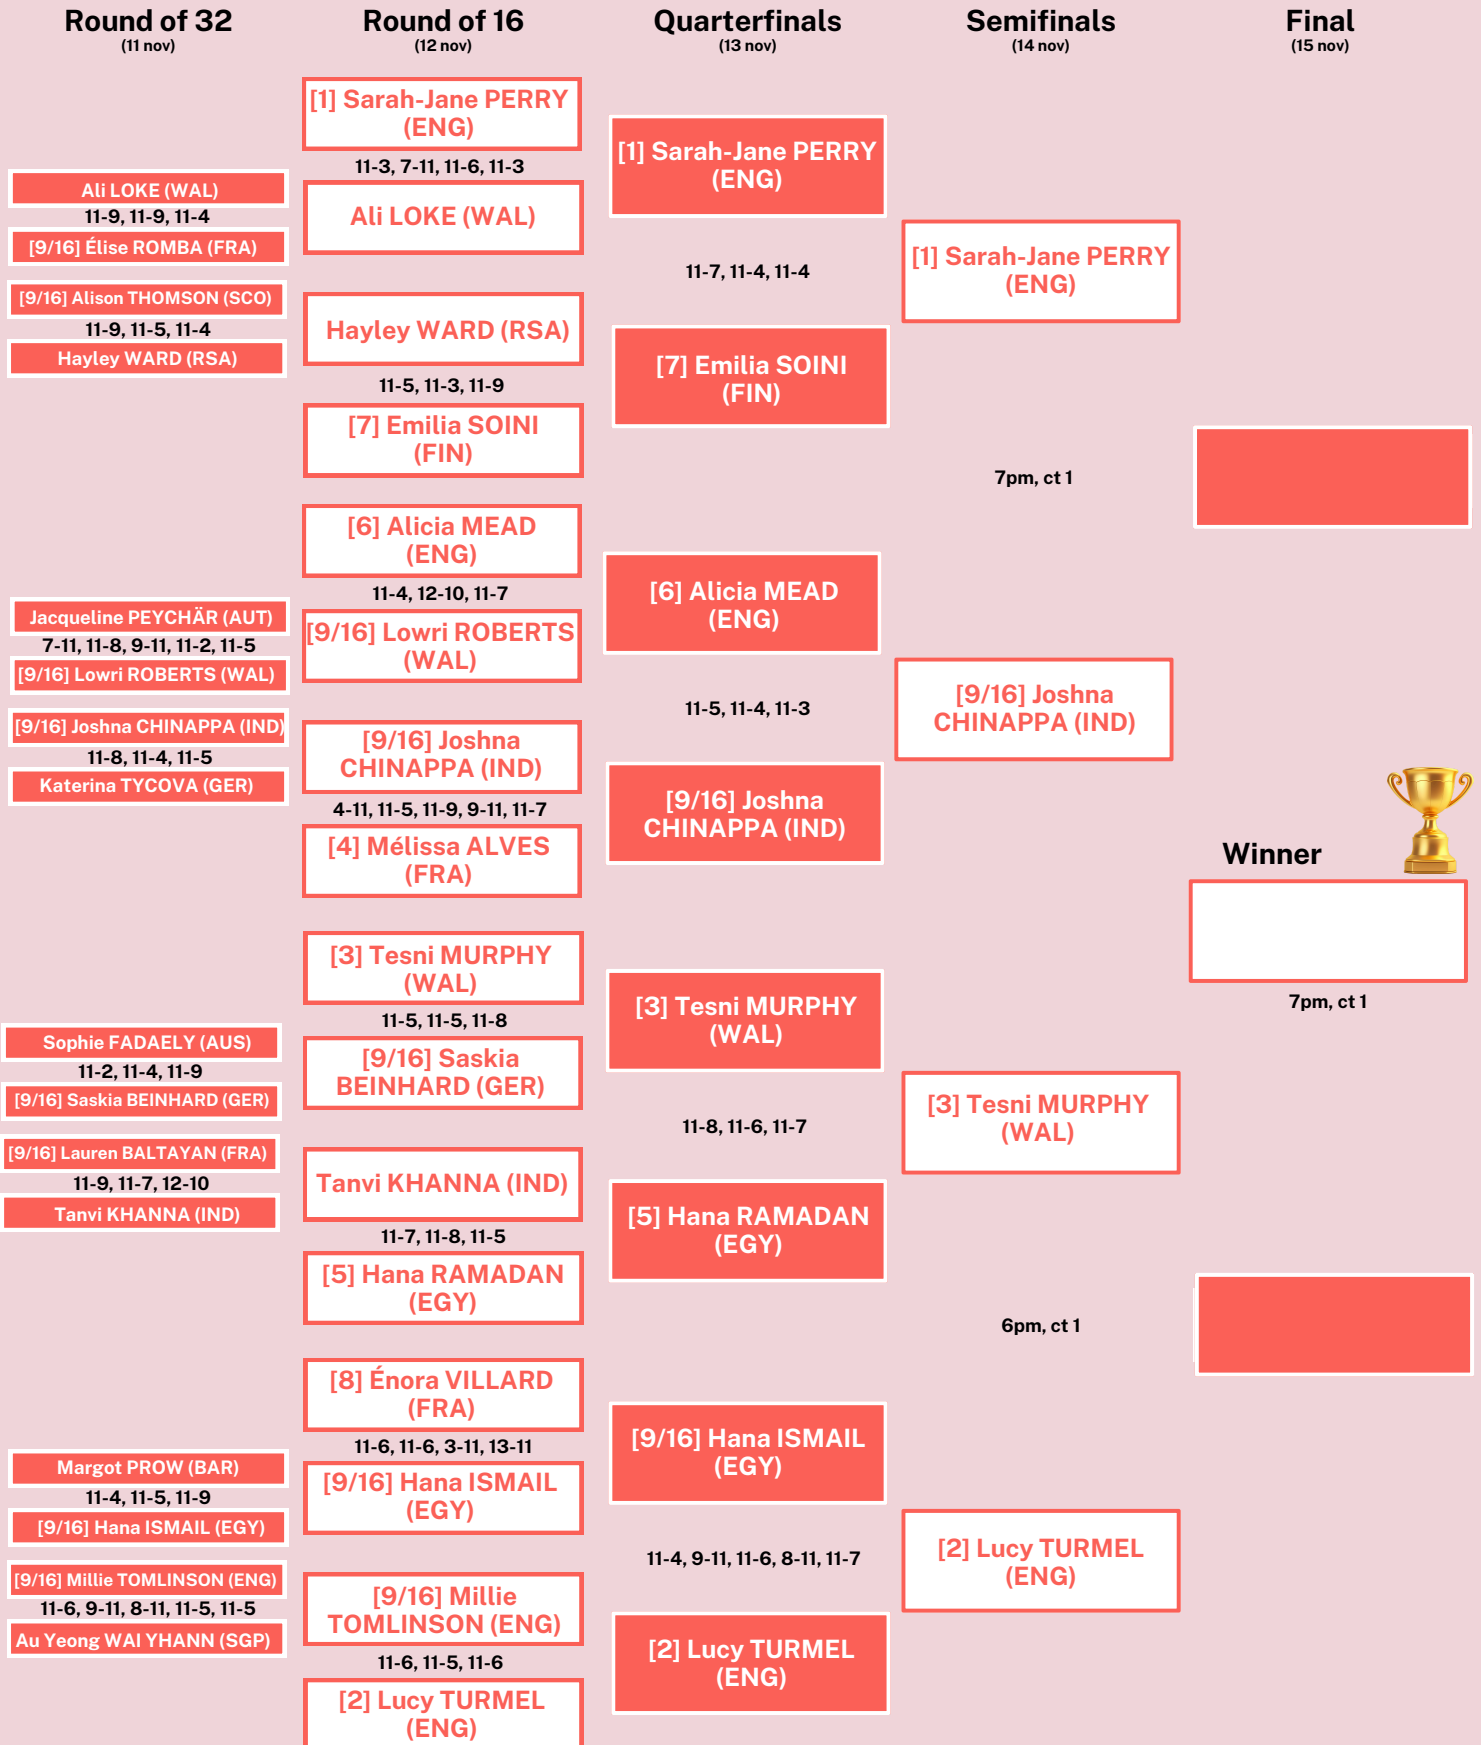 Round of 32
(11 nov)
Round of 16
(12 nov)
Quarterfinals
(13 nov)
Semifinals
(14 nov)
Final
(15 nov)
Ali LOKE (WAL)
11-9, 11-9, 11-4
[9/16] Élise ROMBA (FRA)
[9/16] Alison THOMSON (SCO)
11-9, 11-5, 11-4
Hayley WARD (RSA)
Jacqueline PEYCHÄR (AUT)
7-11, 11-8, 9-11, 11-2, 11-5
[9/16] Lowri ROBERTS (WAL)
[9/16] Joshna CHINAPPA (IND)
11-8, 11-4, 11-5
Katerina TYCOVA (GER)
Sophie FADAELY (AUS)
11-2, 11-4, 11-9
[9/16] Saskia BEINHARD (GER)
[9/16] Lauren BALTAYAN (FRA)
11-9, 11-7, 12-10
Tanvi KHANNA (IND)
Margot PROW (BAR)
11-4, 11-5, 11-9
[9/16] Hana ISMAIL (EGY)
[9/16] Millie TOMLINSON (ENG)
11-6, 9-11, 8-11, 11-5, 11-5
Au Yeong WAI YHANN (SGP)
[1] Sarah-Jane PERRY
(ENG)
11-3, 7-11, 11-6, 11-3
Ali LOKE (WAL)
Hayley WARD (RSA)
11-5, 11-3, 11-9
[7] Emilia SOINI
(FIN)
[6] Alicia MEAD
(ENG)
11-4, 12-10, 11-7
[9/16] Lowri ROBERTS
(WAL)
[9/16] Joshna
CHINAPPA (IND)
4-11, 11-5, 11-9, 9-11, 11-7
[4] Mélissa ALVES
(FRA)
[3] Tesni MURPHY
(WAL)
11-5, 11-5, 11-8
[9/16] Saskia
BEINHARD (GER)
Tanvi KHANNA (IND)
11-7, 11-8, 11-5
[5] Hana RAMADAN
(EGY)
[8] Énora VILLARD
(FRA)
11-6, 11-6, 3-11, 13-11
[9/16] Hana ISMAIL
(EGY)
[9/16] Millie
TOMLINSON (ENG)
11-6, 11-5, 11-6
[2] Lucy TURMEL
(ENG)
[1] Sarah-Jane PERRY
(ENG)
11-7, 11-4, 11-4
[7] Emilia SOINI
(FIN)
[6] Alicia MEAD
(ENG)
11-5, 11-4, 11-3
[9/16] Joshna
CHINAPPA (IND)
[3] Tesni MURPHY
(WAL)
11-8, 11-6, 11-7
[5] Hana RAMADAN
(EGY)
[9/16] Hana ISMAIL
(EGY)
11-4, 9-11, 11-6, 8-11, 11-7
[2] Lucy TURMEL
(ENG)
[1] Sarah-Jane PERRY
(ENG)
7pm, ct 1
[9/16] Joshna
CHINAPPA (IND)
[3] Tesni MURPHY
(WAL)
6pm, ct 1
[2] Lucy TURMEL
(ENG)
Winner
7pm, ct 1